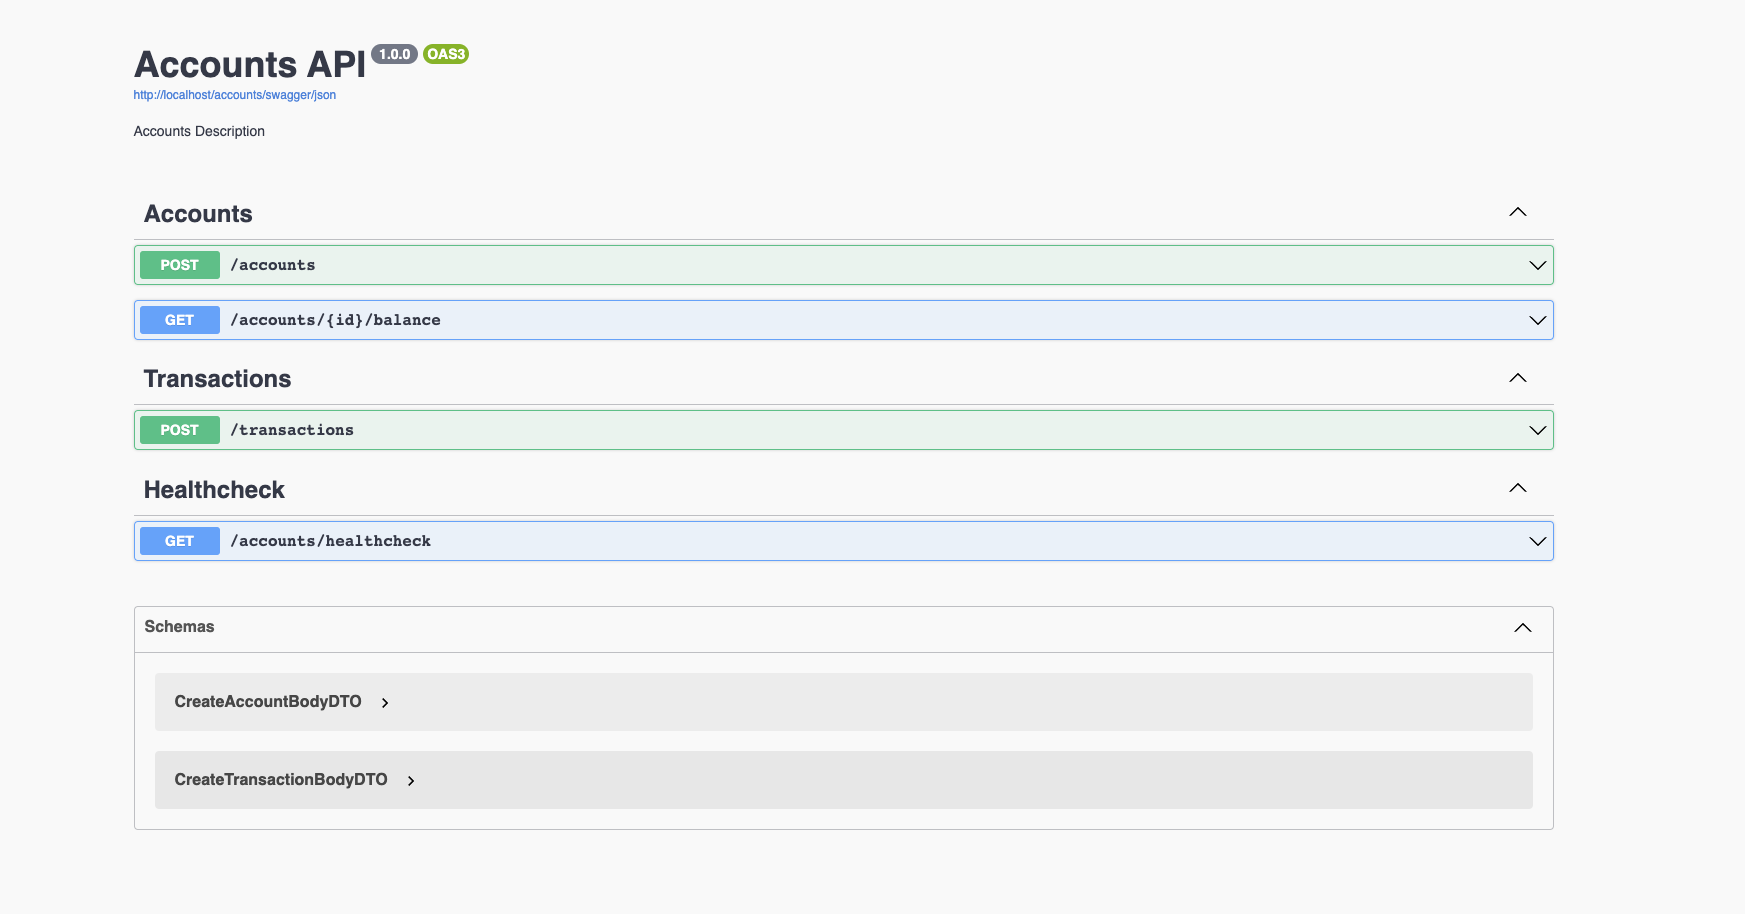 Accounts API 1.0.0 OAS3
http://localhost/accounts/swagger/json
Accounts Description
Accounts
POST /accounts
GET /accounts/{id}/balance
Transactions
POST /transactions
Healthcheck
GET /accounts/healthcheck
Schemas
CreateAccountBodyDTO
CreateTransactionBodyDTO